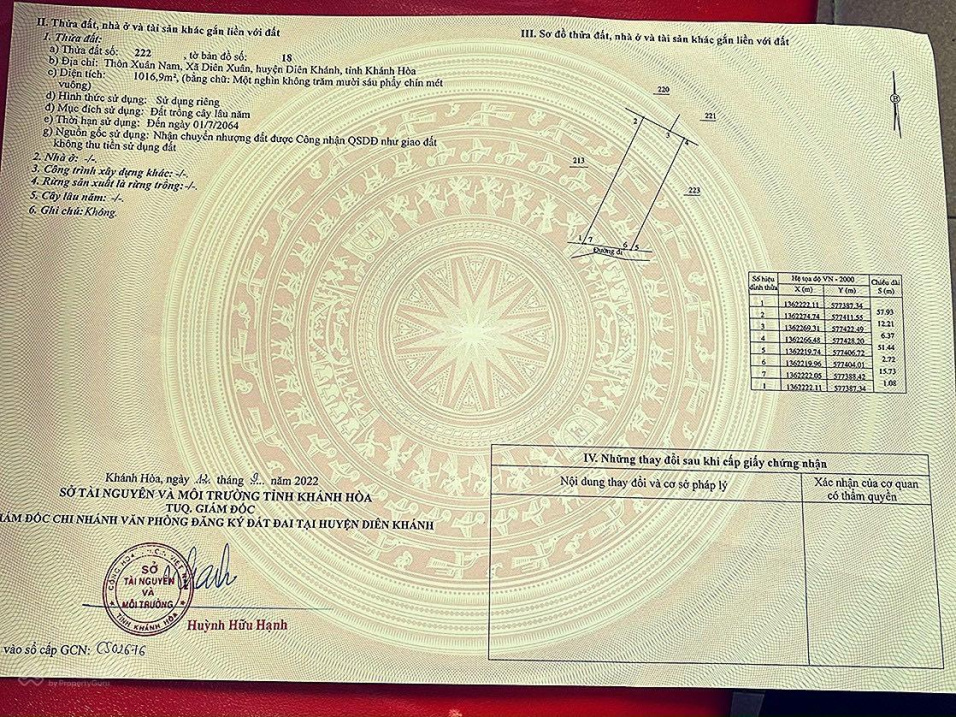 II. Thửa đất, nhà ở và tài sản khác gắn liền với đất
1. Thửa đất:
a) Thửa đất số: 222 , tờ bản đồ số: 18
b) Địa chỉ: Thôn Xuân Nam, Xã Diên Xuân, huyện Diên Khánh, tỉnh Khánh Hòa
c) Diện tích: 1016,9m², (bằng chữ: Một nghìn không trăm mười sáu phẩy chín mét
vuông)
d) Hình thức sử dụng: Sử dụng riêng
đ) Mục đích sử dụng: Đất trồng cây lâu năm
e) Thời hạn sử dụng: Đến ngày 01/7/2064
g) Nguồn gốc sử dụng: Nhận chuyển nhượng đất được Công nhận QSDĐ như giao đất
không thu tiền sử dụng đất
2. Nhà ở: -/-.
3. Công trình xây dựng khác: -/-.
4. Rừng sản xuất là rừng trồng: -/-.
5. Cây lâu năm: -/-.
6. Ghi chú: Không.
III. Sơ đồ thửa đất, nhà ở và tài sản khác gắn liền với đất
B
220
221
2
3
4
213
223
1 7
6 5
Đường đi
Số hiệu đỉnh thửa Hệ tọa độ VN - 2000 Chiều dài
X (m) Y (m) S (m)
1 1362222.11 577387.34
57.93
2 1362274.74 577411.55
12.21
3 1362269.31 577422.49
6.37
4 1362266.48 577428.20
51.44
5 1362219.74 577406.72
2.72
6 1362219.96 577404.01
15.73
7 1362222.05 577388.42
1.08
1 1362222.11 577387.34
Khánh Hòa, ngày 12 tháng 9 năm 2022
SỞ TÀI NGUYÊN VÀ MÔI TRƯỜNG TỈNH KHÁNH HÒA
TUQ. GIÁM ĐỐC
GIÁM ĐỐC CHI NHÁNH VĂN PHÒNG ĐĂNG KÝ ĐẤT ĐAI TẠI HUYỆN DIÊN KHÁNH
SỞ
TÀI NGUYÊN
VÀ
MÔI TRƯỜNG
TỈNH KHÁNH HÒA
Huỳnh Hữu Hạnh
vào sổ cấp GCN: CS02676
IV. Những thay đổi sau khi cấp giấy chứng nhận
Nội dung thay đổi và cơ sở pháp lý
Xác nhận của cơ quan
có thẩm quyền
by PropertyGuru